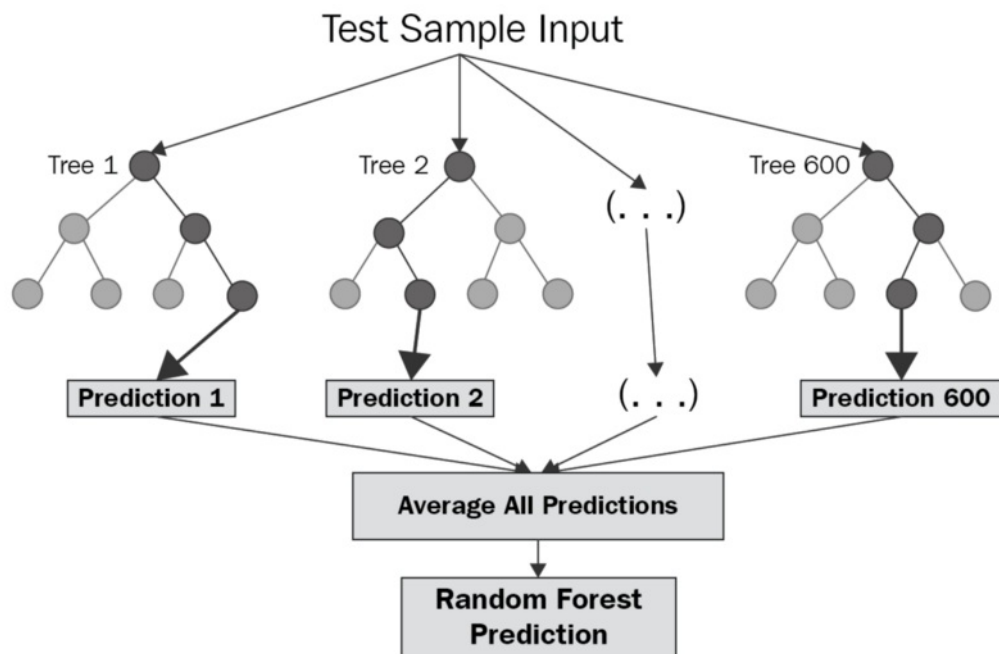 Test Sample Input
Tree 1
Tree 2
Tree 600
(. . .)
Prediction 1
Prediction 2
(. . .)
Prediction 600
Average All Predictions
Random Forest
Prediction